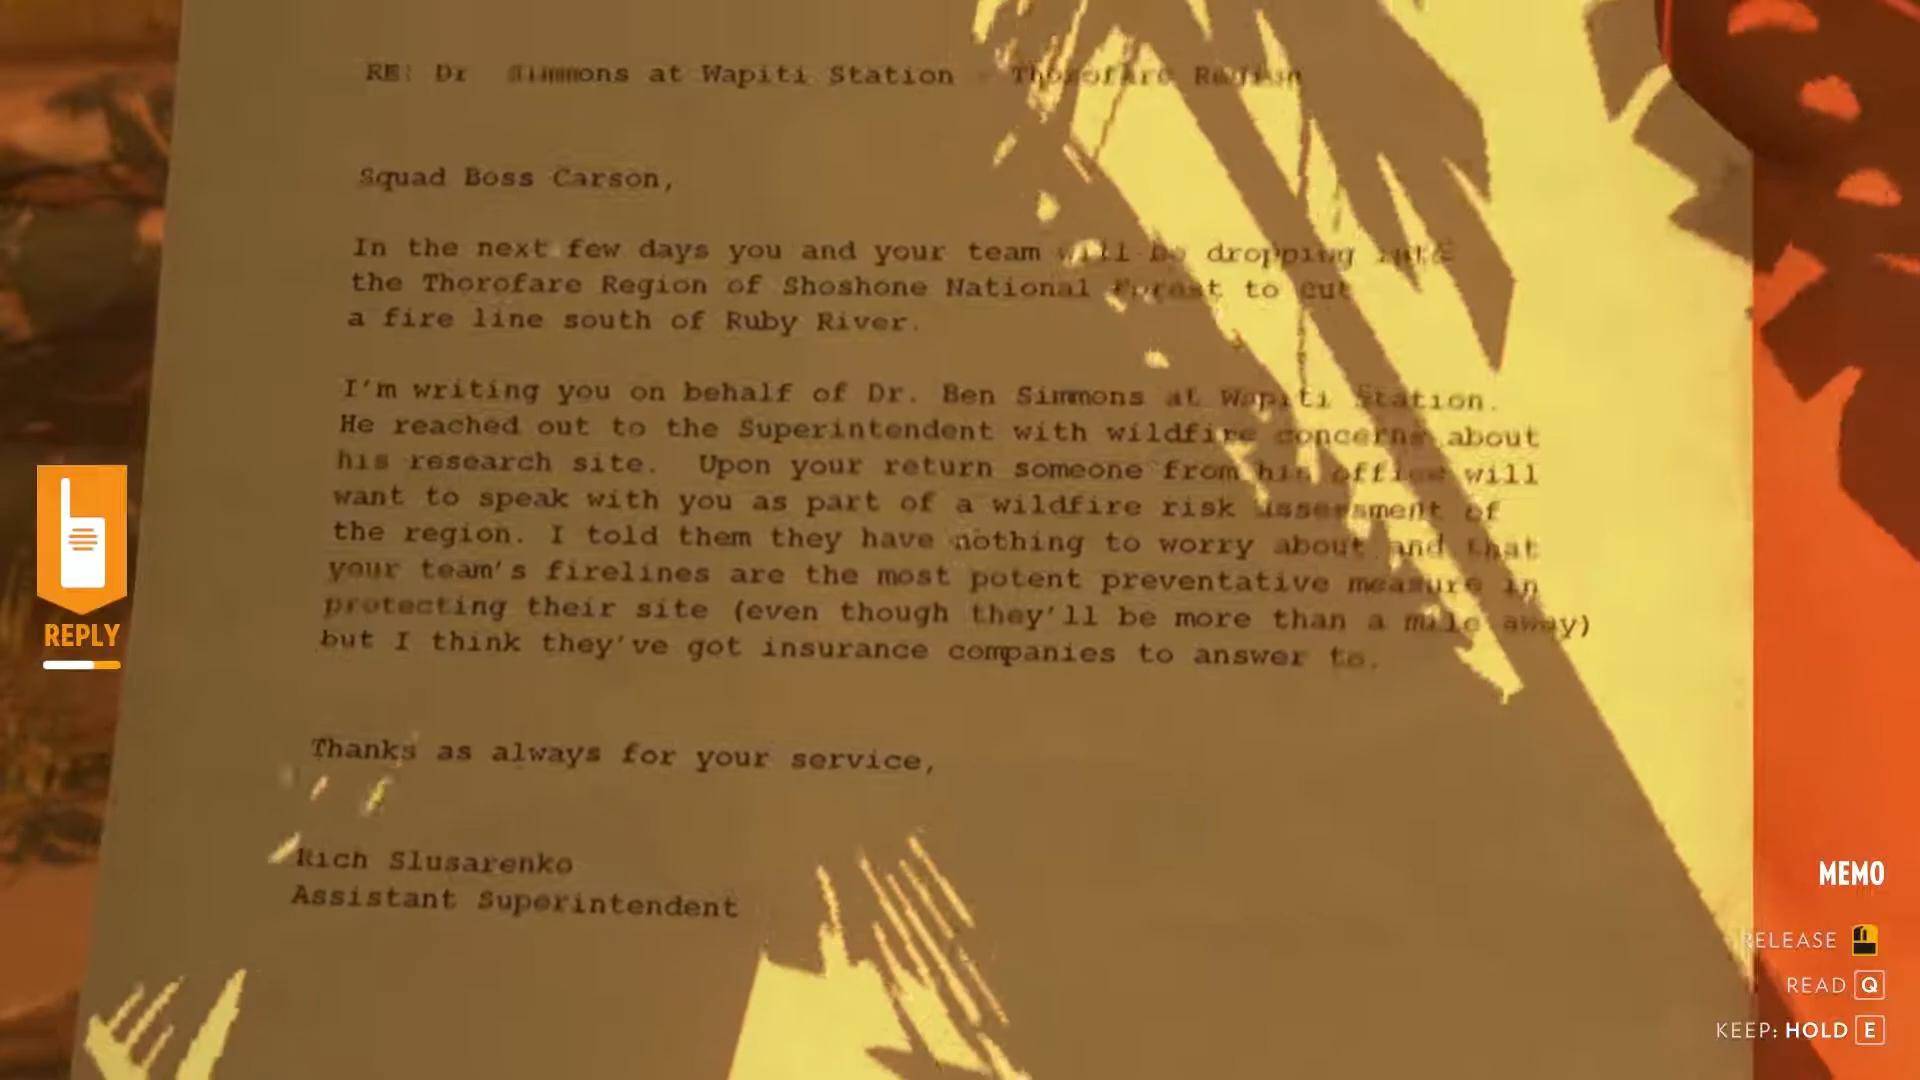 RE: Dr Simmons at Wapiti Station - Thorofare Region
Squad Boss Carson,
In the next few days you and your team will be dropping into
the Thorofare Region of Shoshone National Forest to cut
a fire line south of Ruby River.
I'm writing you on behalf of Dr. Ben Simmons at Wapiti Station.
He reached out to the Superintendent with wildfire concerns about
his research site. Upon your return someone from his office will
want to speak with you as part of a wildfire risk assessment of
the region. I told them they have nothing to worry about and that
your team's firelines are the most potent preventative measure in
protecting their site (even though they'll be more than a mile away)
but I think they've got insurance companies to answer to.
REPLY
Thanks as always for your service,
Rich Slusarenko
Assistant Superintendent
MEMO
RELEASE
READ Q
KEEP: HOLD E